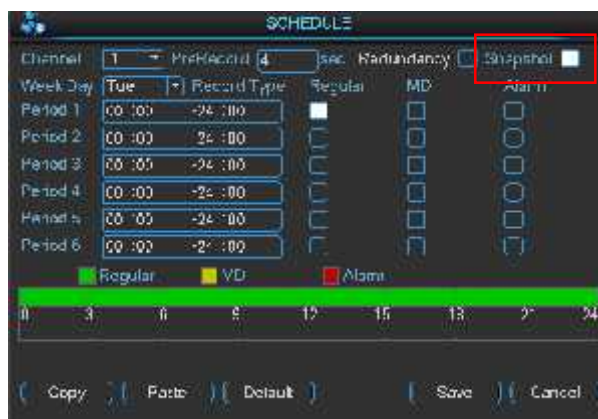 SCHEDULE
Channel 1 PreRecord 4 sec Redundancy Snapshot
Week Day Tue Record Type Regular MD Alarm
Period 1 00 :00 -24 :00
Period 2 00 :00 -24 :00
Period 3 00 :00 -24 :00
Period 4 00 :00 -24 :00
Period 5 00 :00 -24 :00
Period 6 00 :00 -24 :00
Regular MD Alarm
0 3 6 9 12 15 18 21 24
Copy Paste Default Save Cancel